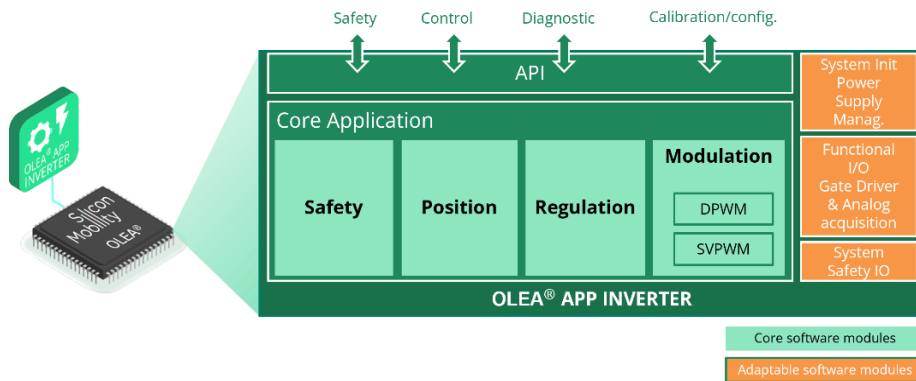 Safety
Control
Diagnostic
Calibration/config.
API
Core Application
Safety
Position
Regulation
Modulation
DPWM
SVPWM
OLEA® APP INVERTER
System Init
Power
Supply
Manag.
Functional
I/O
Gate Driver
& Analog
acquisition
System
Safety IO
OLEA® APP
INVERTER
Silicon
Mobility
OLEA®
Core software modules
Adaptable software modules